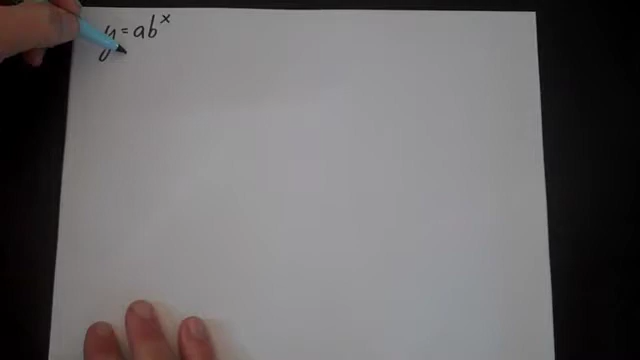 y = ab^x